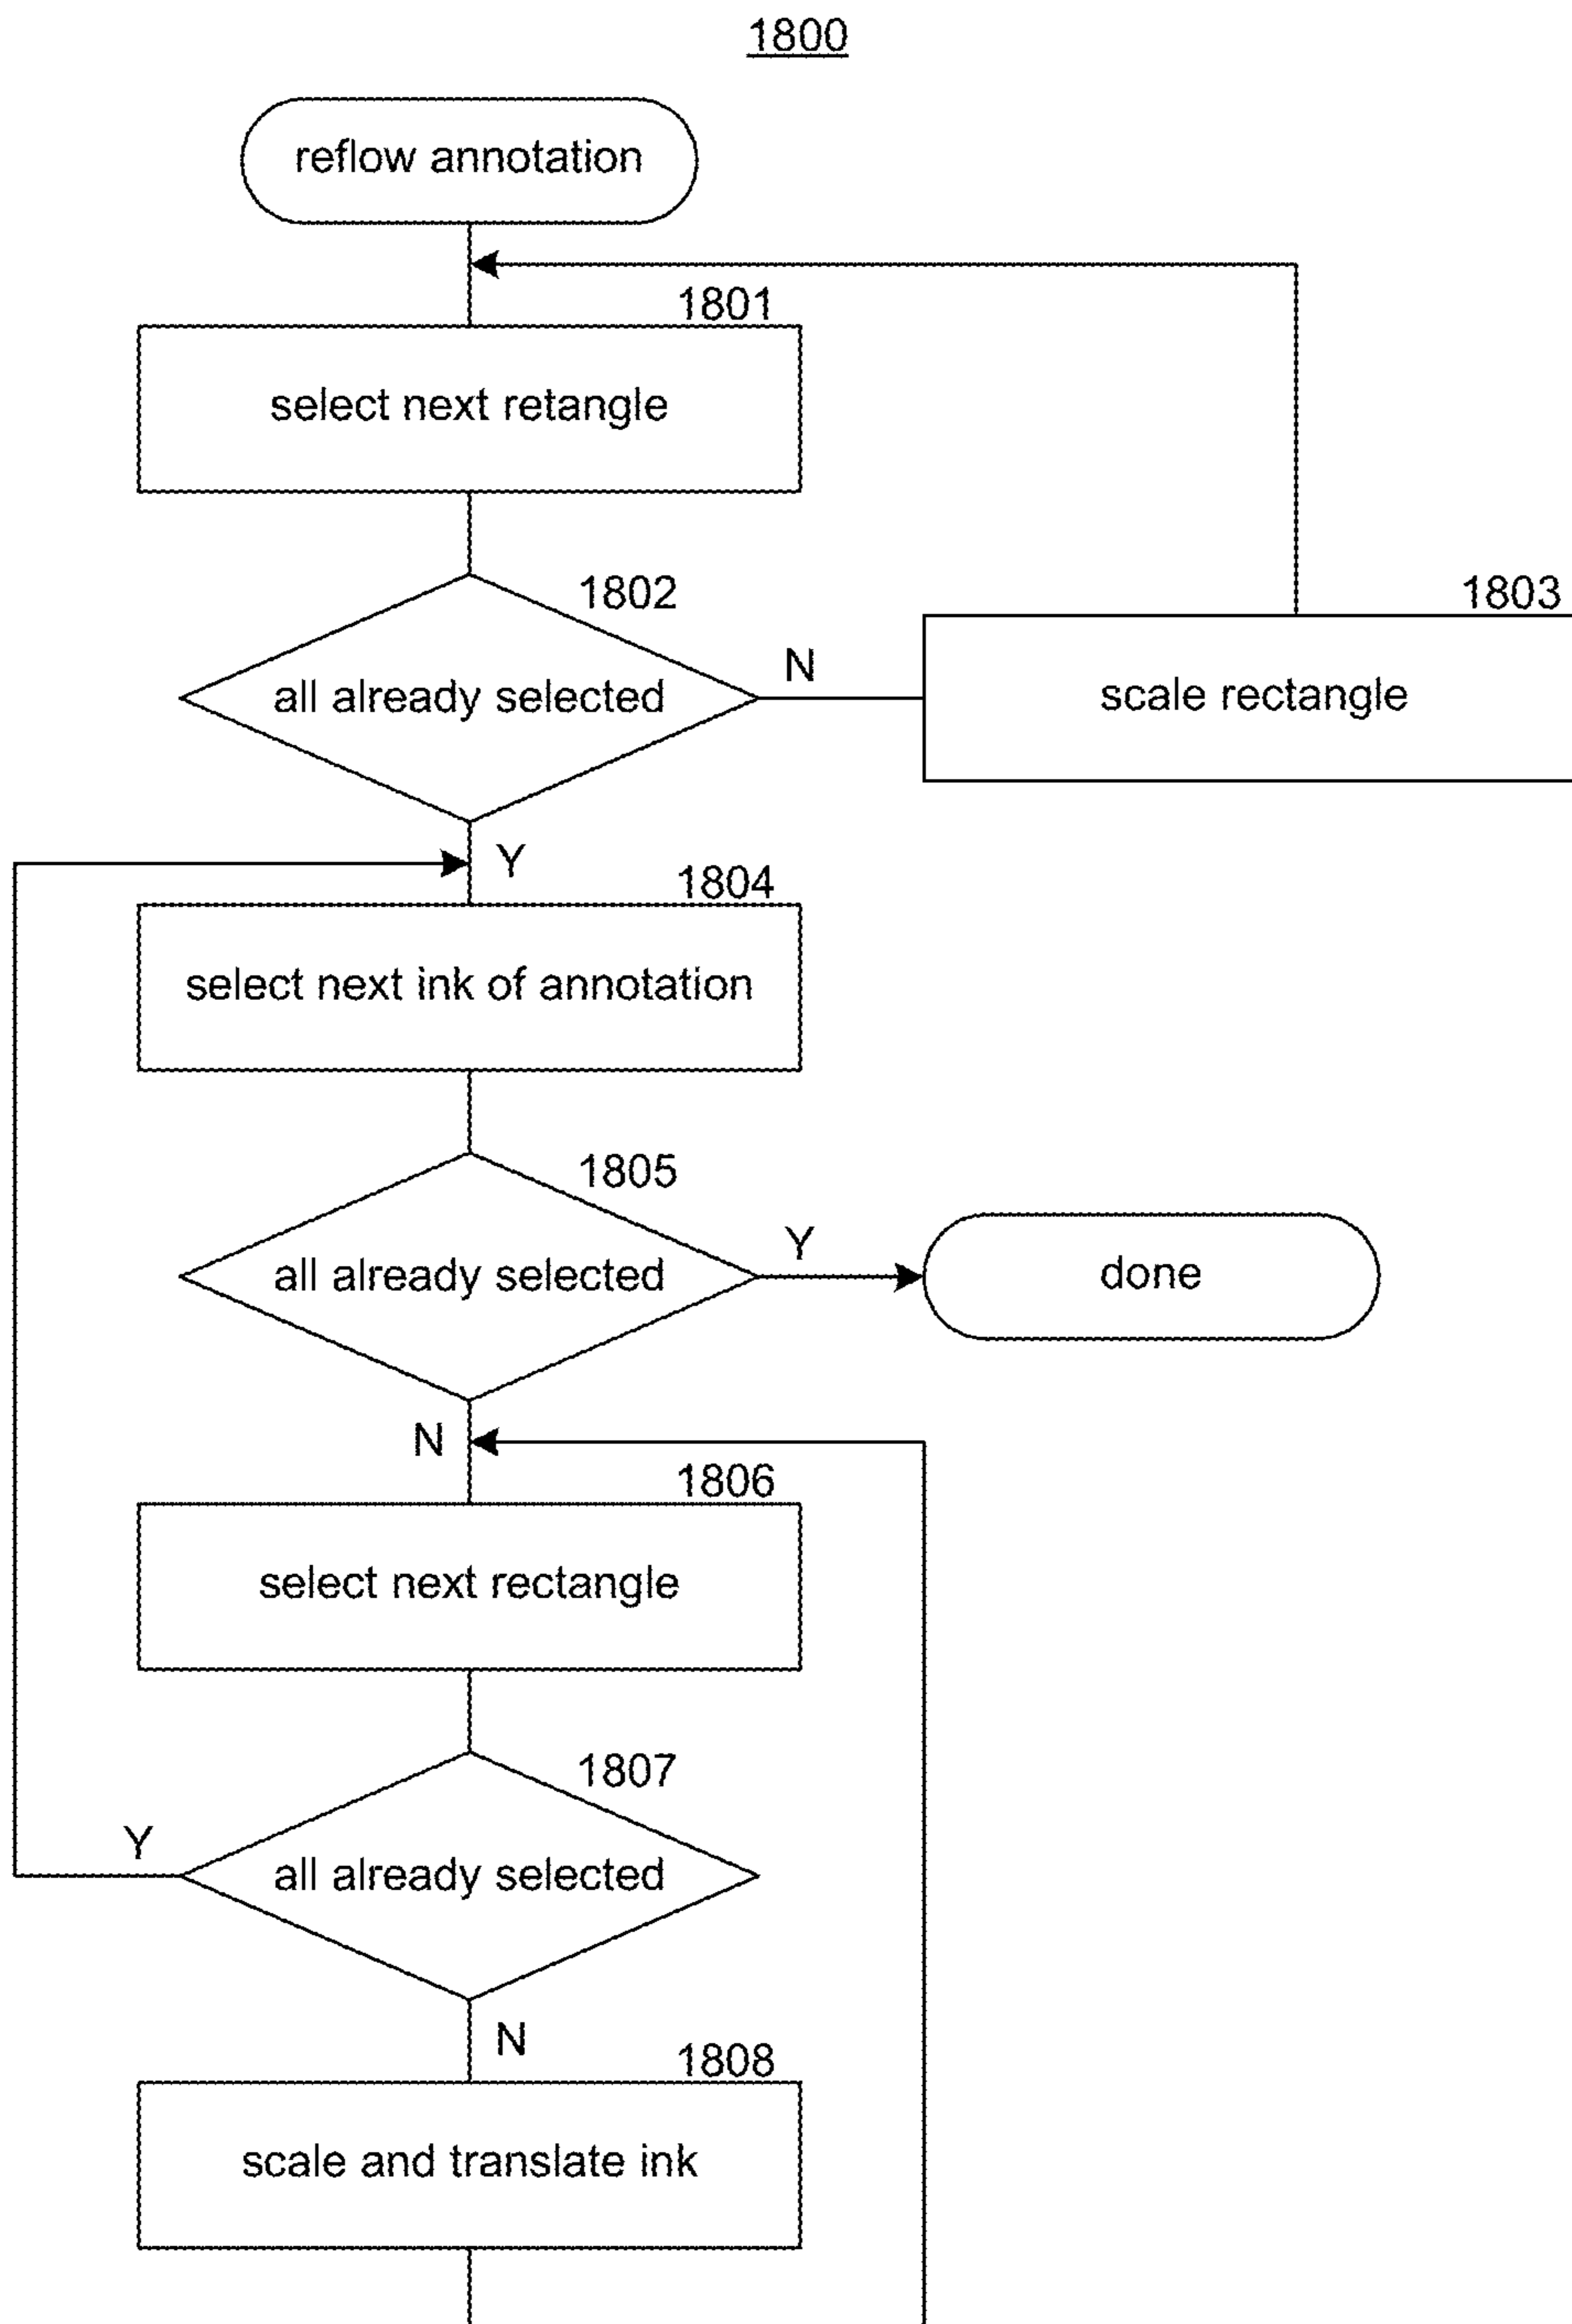 1800
reflow annotation
1801
select next retangle
1802
all already selected
N
1803
scale rectangle
Y
1804
select next ink of annotation
1805
all already selected
Y
done
N
1806
select next rectangle
1807
all already selected
Y
N
1808
scale and translate ink